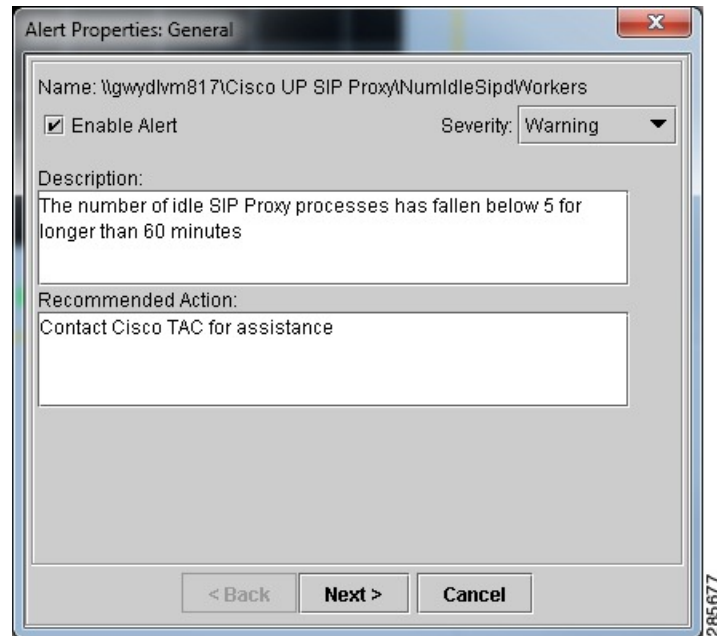 Alert Properties: General
Name: \\gwydlvm817\Cisco UP SIP Proxy\NumIdleSipdWorkers
Enable Alert
Severity: Warning
Description:
The number of idle SIP Proxy processes has fallen below 5 for
longer than 60 minutes
Recommended Action:
Contact Cisco TAC for assistance
< Back
Next >
Cancel
285677